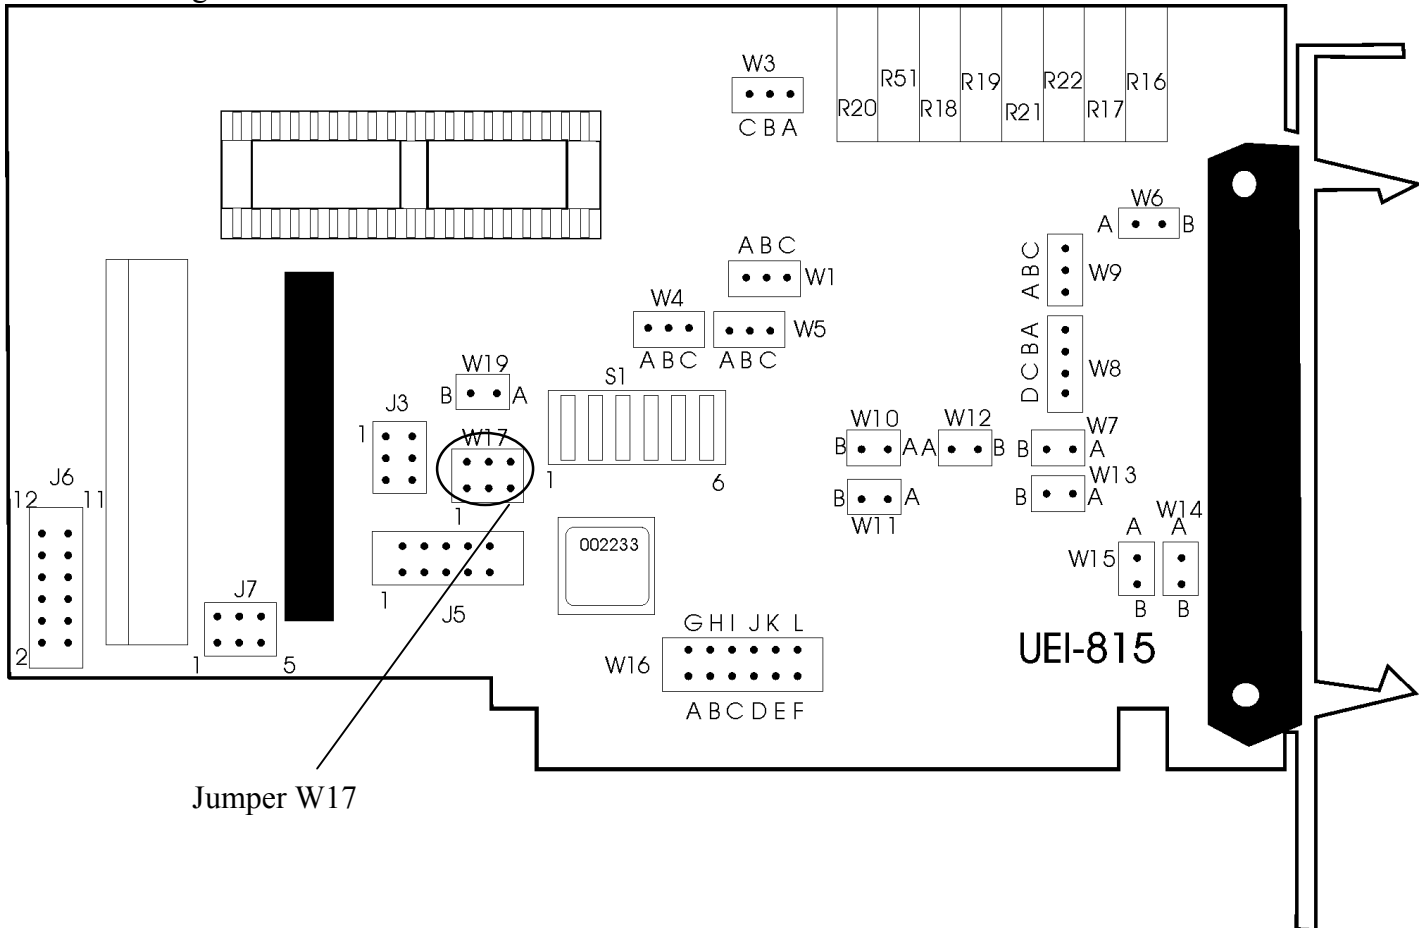 W3
C B A
R20
R51
R18
R19
R21
R22
R17
R16
W6
A B
A B C
W1
A B C
W9
W4
A B C
W5
A B C
D C B A
W8
W19
B A
S1
1 6
J3
1
W17
1
W10
B A
W12
A B
W7
B A
W13
B A
W11
B A
J6
12 11
2
W14
A
B
W15
A
B
002233
J5
1
J7
1 5
G H I J K L
W16
A B C D E F
UEI-815
Jumper W17